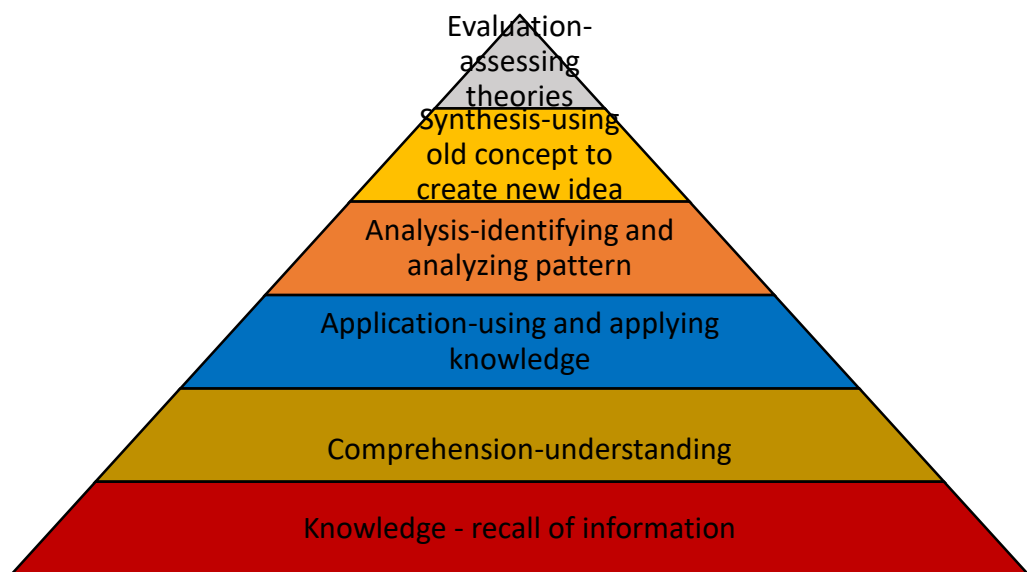 Evaluation-
assessing
theories
Synthesis-using
old concept to
create new idea
Analysis-identifying and
analyzing pattern
Application-using and applying
knowledge
Comprehension-understanding
Knowledge - recall of information